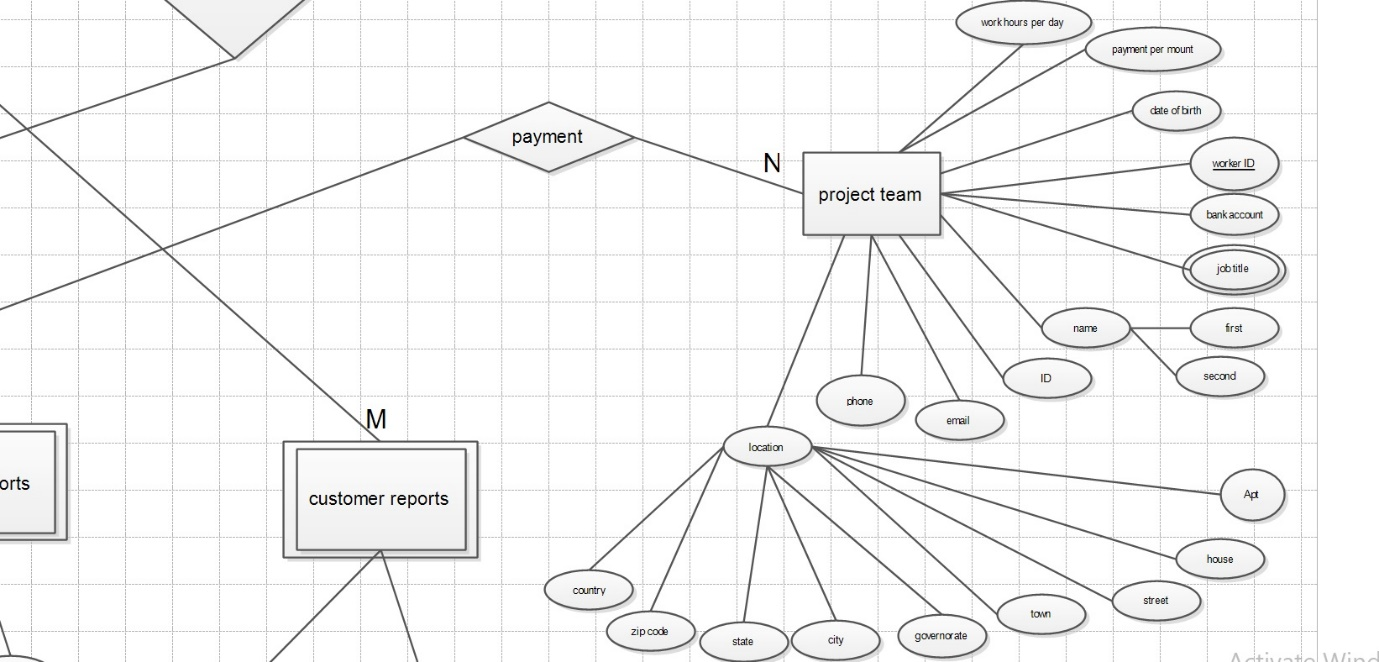 work hours per day
payment per mount
date of birth
payment
N
worker ID
project team
bank account
job title
name
first
second
ID
phone
email
M
location
orts
customer reports
Apt
house
country
street
town
zip code
state
city
governorate
Activate Wind